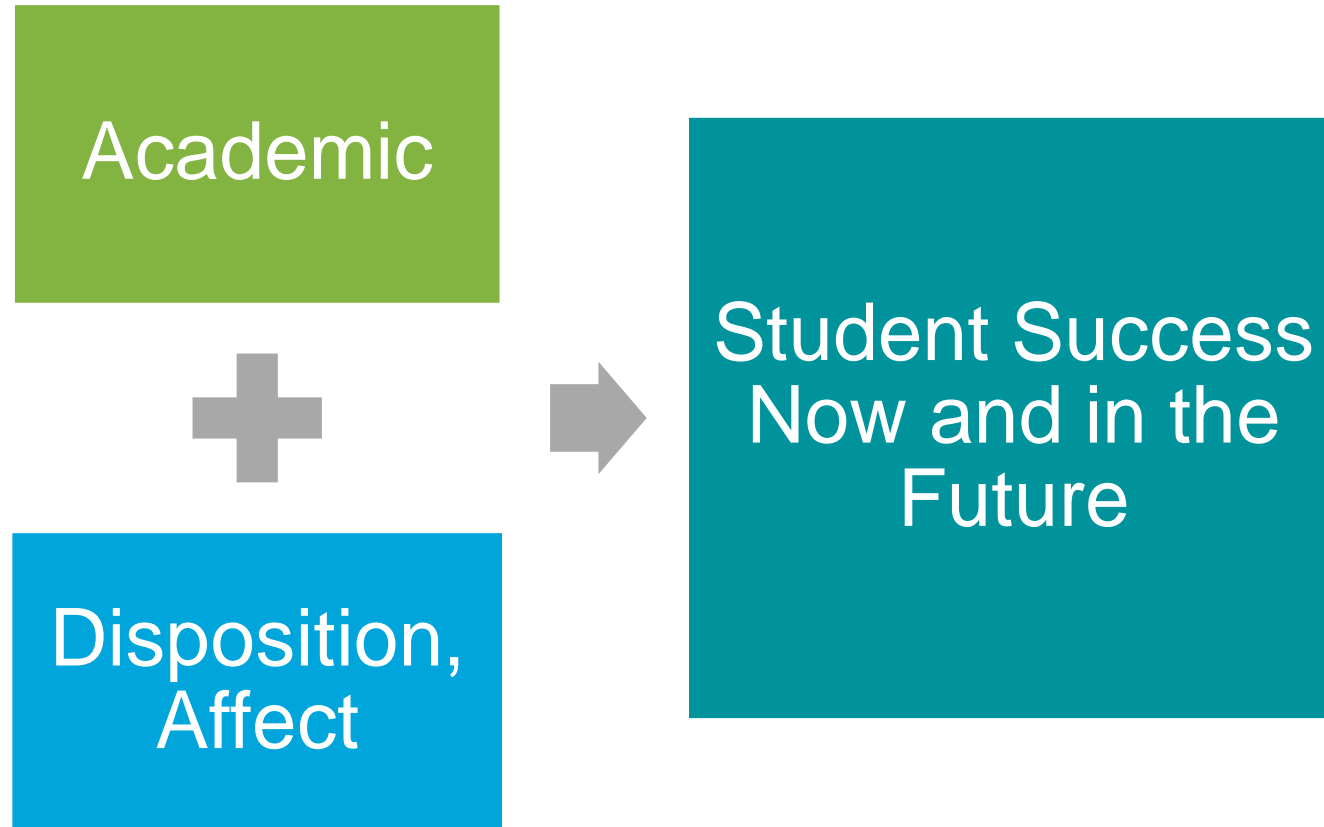 Academic
Disposition,
Affect
Student Success
Now and in the
Future